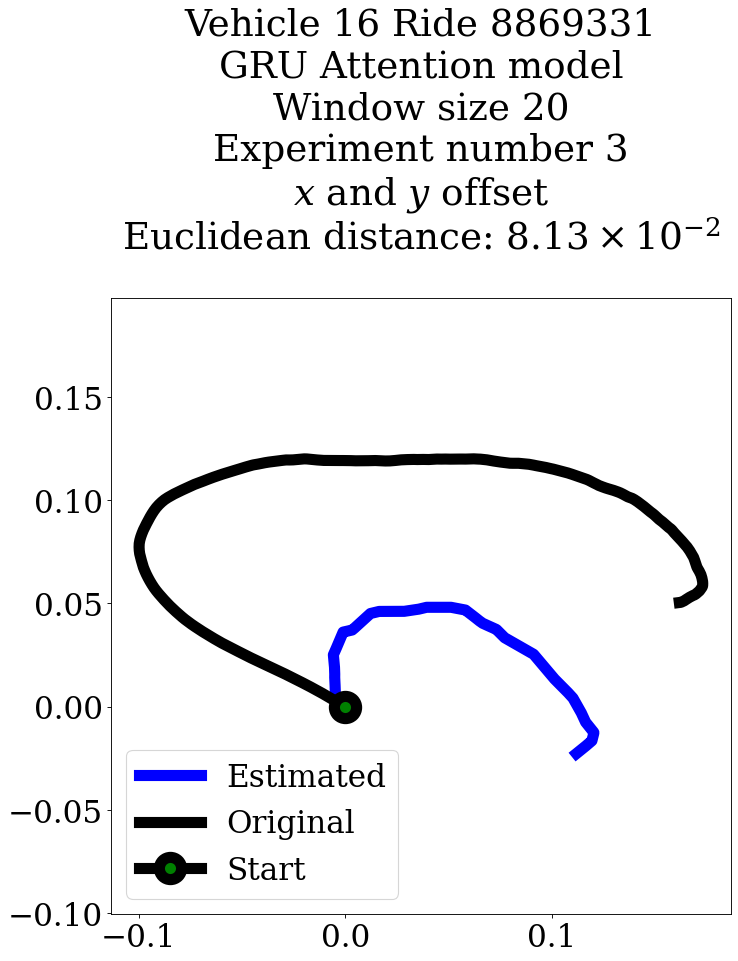 Vehicle 16 Ride 8869331
GRU Attention model
Window size 20
Experiment number 3
x and y offset
Euclidean distance: 8.13 × 10⁻²
0.15
0.10
0.05
0.00
−0.05
−0.10
Estimated
Original
Start
−0.1
0.0
0.1